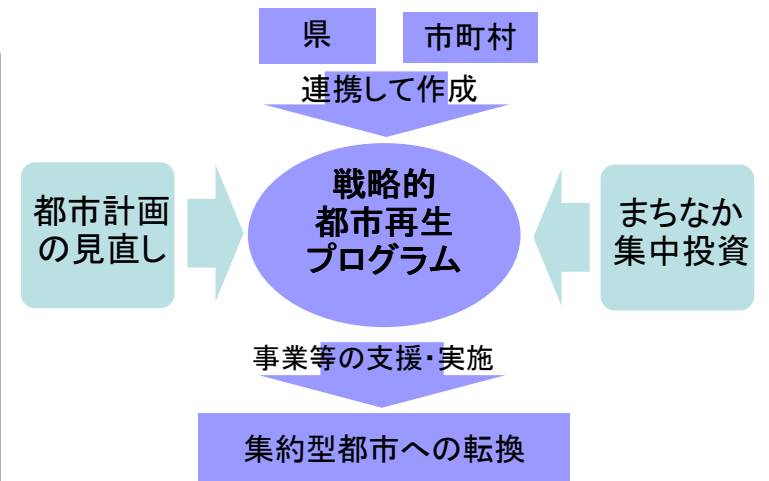 県
市町村
連携して作成
都市計画
の見直し
戦略的
都市再生
プログラム
まちなか
集中投資
事業等の支援・実施
集約型都市への転換